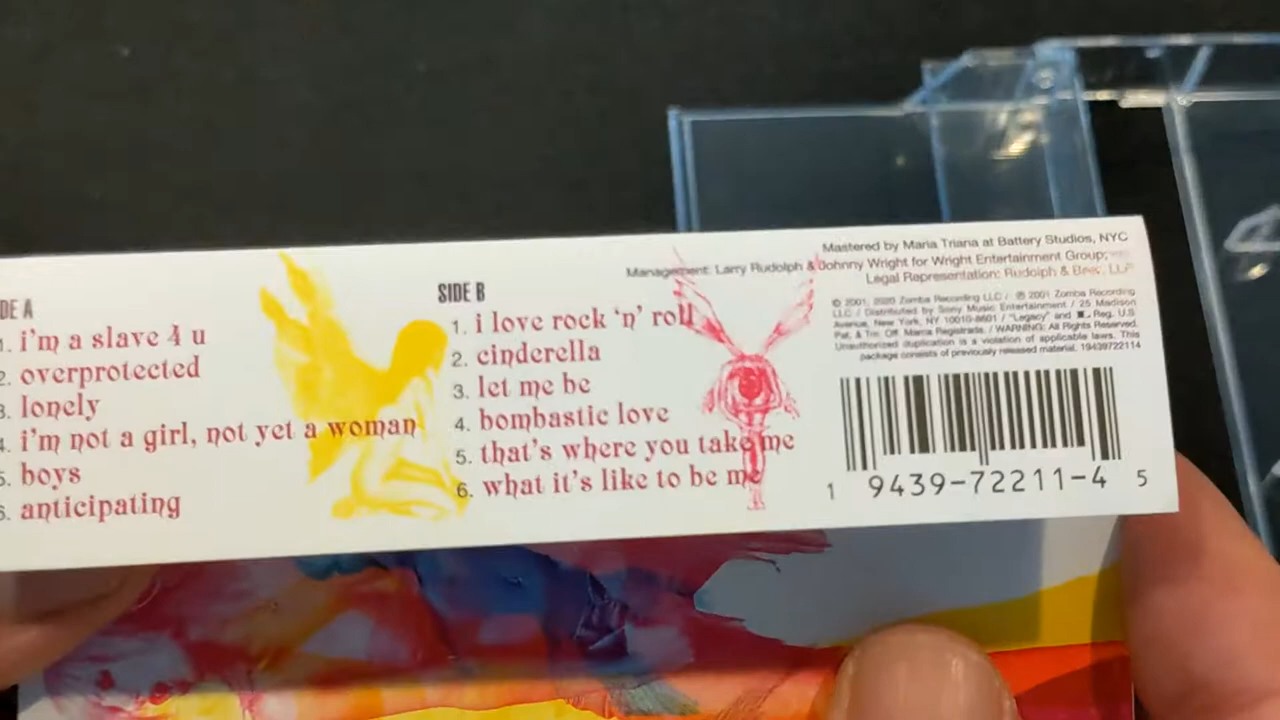 DE A
1. i'm a slave 4 u
2. overprotected
3. lonely
4. i'm not a girl, not yet a woman
5. boys
6. anticipating
SIDE B
1. i love rock 'n' roll
2. cinderella
3. let me be
4. bombastic love
5. that's where you take me
6. what it's like to be me
Mastered by Maria Triana at Battery Studios, NYC
Management: Larry Rudolph & Johnny Wright for Wright Entertainment Group;
Legal Representation: Rudolph & Beer, LLP
© 2001, 2020 Zomba Recording LLC / ℗ 2001 Zomba Recording
LLC / Distributed by Sony Music Entertainment / 25 Madison
Avenue, New York, NY 10010-8601 / "Legacy" and Reg. U.S.
Pat. & Tm. Off. Marca Registrada. / WARNING: All Rights Reserved.
Unauthorized duplication is a violation of applicable laws. This
package consists of previously released material. 19439722114
1 9439-72211-4 5